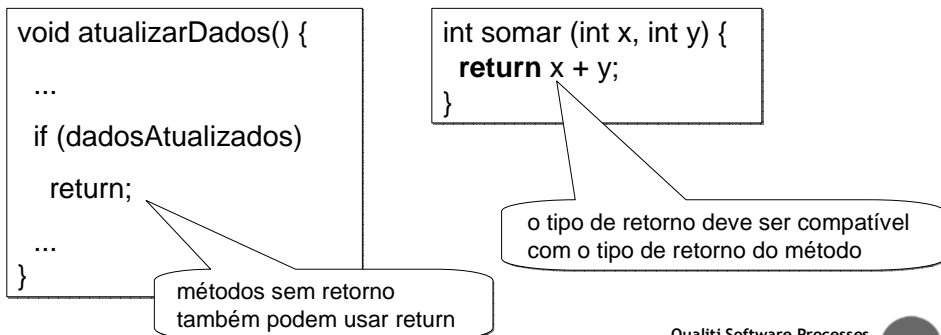 void atualizarDados() {
...
if (dadosAtualizados)
return;
...
}
métodos sem retorno
também podem usar return
int somar (int x, int y) {
return x + y;
}
o tipo de retorno deve ser compatível
com o tipo de retorno do método
Qualiti Software Processes